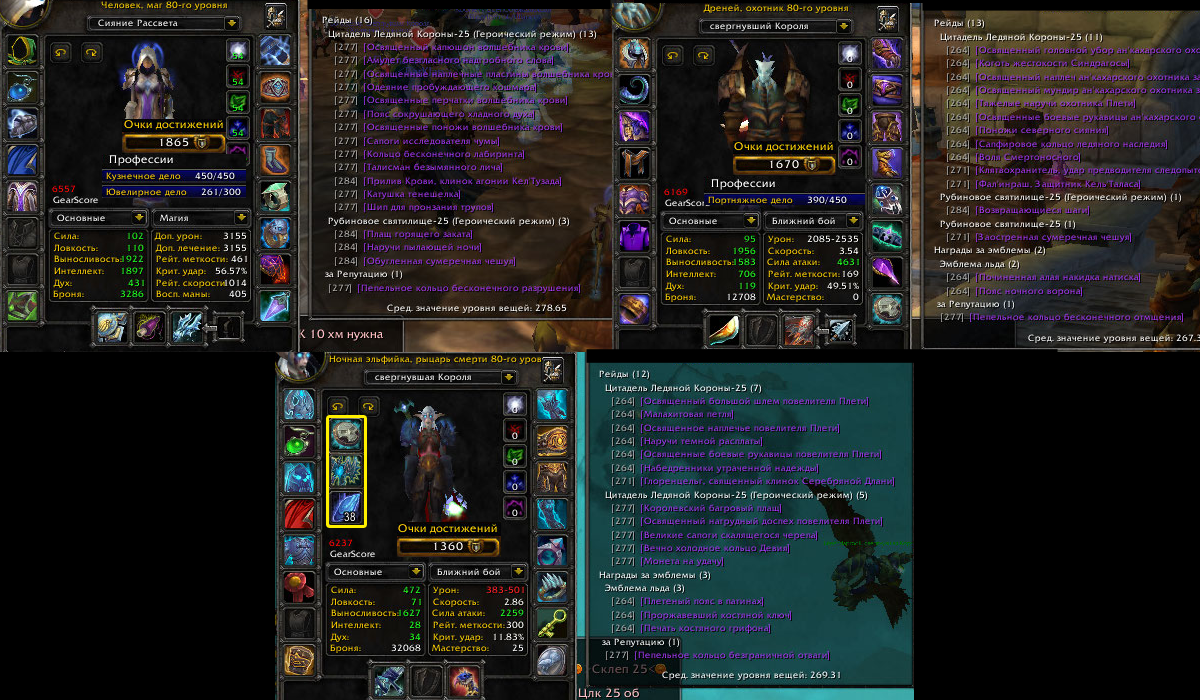 Человек, маг 80-го уровня
Сияние Рассвета
54
54
54
54
Очки достижений
1865
Профессии
Кузнечное дело 450/450
Ювелирное дело 261/300
6557
GearScore
Основные
Магия
Сила: 102
Ловкость: 110
Выносливость:1922
Интеллект: 1897
Дух: 431
Броня: 3286
Доп. урон: 3155
Доп. лечение: 3155
Рейт. меткости: 461
Крит. удар: 56.57%
Рейт. скорости1014
Восп. маны: 405
Рейды (16)
Цитадель Ледяной Короны-25 (Героический режим) (13)
[277] [Освященный капюшон волшебника крови]
[277] [Амулет безгласного надгробного слова]
[277] [Освященные наплечные пластины волшебника кро
[277] [Одеяние пробуждающего кошмара]
[277] [Освященные перчатки волшебника крови]
[277] [Пояс сокрушающего хладного духа]
[277] [Освященные поножи волшебника крови]
[277] [Сапоги исследователя чумы]
[277] [Кольцо бесконечного лабиринта]
[277] [Талисман безымянного лича]
[284] [Прилив Крови, клинок агонии Кел'Тузада]
[277] [Катушка тенешелка]
[277] [Шип для пронзания трупов]
Рубиновое святилище-25 (Героический режим) (3)
[284] [Плащ горящего заката]
[284] [Наручи пылающей ночи]
[284] [Обугленная сумеречная чешуя]
за Репутацию (1)
[277] [Пепельное кольцо бесконечного разрушения]
Сред. значение уровня вещей: 278.65
10 хм нужна
Дреней, охотник 80-го уровня
свергнувший Короля
0
0
0
0
0
Очки достижений
1670
Профессии
Портняжное дело 390/450
6169
GearScore
Основные
Ближний бой
Сила: 95
Ловкость: 1956
Выносливость:1583
Интеллект: 706
Дух: 119
Броня: 12708
Урон: 2085-2535
Скорость: 3.54
Сила атаки: 4631
Рейт. меткости:169
Крит. удар: 49.51%
Мастерство: 0
Рейды (13)
Цитадель Ледяной Короны-25 (11)
[264] [Освященный головной убор ан'кахарского охо
[264] [Коготь жестокости Синдрагосы]
[264] [Освященный наплеч ан'кахарского охотника з
[264] [Освященный мундир ан'кахарского охотника
[264] [Тяжелые наручи охотника Плети]
[264] [Освященные боевые рукавицы ан'кахарского о
[264] [Поножи северного сияния]
[264] [Сапфировое кольцо ледяного наследия]
[264] [Воля Смертоносного]
[271] [Клятвохранитель, удар предводителя следопыт
[271] [Фал'инраш, Защитник Кель'Таласа]
Рубиновое святилище-25 (Героический режим) (1)
[284] [Возвращающиеся шаги]
Рубиновое святилище-25 (1)
[271] [Заостренная сумеречная чешуя]
Награды за эмблемы (2)
Эмблема льда (2)
[264] [Починенная алая накидка натиска]
[264] [Пояс ночного ворона]
за Репутацию (1)
[277] [Пепельное кольцо бесконечного отмщения]
Сред. значение уровня вещей: 267.3
Ночная эльфийка, рыцарь смерти 80-го уров
свергнувшая Короля
38
0
0
0
0
0
Очки достижений
1360
6237
GearScore
Основные
Ближний бой
Сила: 472
Ловкость: 71
Выносливость:1627
Интеллект: 28
Дух: 34
Броня: 32068
Урон: 383-501
Скорость: 2.86
Сила атаки: 2259
Рейт. меткости:300
Крит. удар: 11.83%
Мастерство: 25
Рейды (12)
Цитадель Ледяной Короны-25 (7)
[264] [Освященный большой шлем повелителя Плети]
[264] [Малахитовая петля]
[264] [Освященное наплечье повелителя Плети]
[264] [Наручи темной расплаты]
[264] [Освященные боевые рукавицы повелителя Плети]
[264] [Набедренники утраченной надежды]
[271] [Глоренцельг, священный клинок Серебряной Длани]
Цитадель Ледяной Короны-25 (Героический режим) (5)
[277] [Королевский багровый плащ]
[277] [Освященный нагрудный доспех повелителя Плети]
[277] [Великие сапоги скалящегося черепа]
[277] [Вечно холодное кольцо Девия]
[277] [Монета на удачу]
Награды за эмблемы (3)
Эмблема льда (3)
[264] [Плетеный пояс в патинах]
[264] [Проржавевший костяной ключ]
[264] [Печать костяного грифона]
за Репутацию (1)
[277] [Пепельное кольцо безграничной отваги]
Склеп 25<
Сред. значение уровня вещей: 269.31
Цлк 25 об